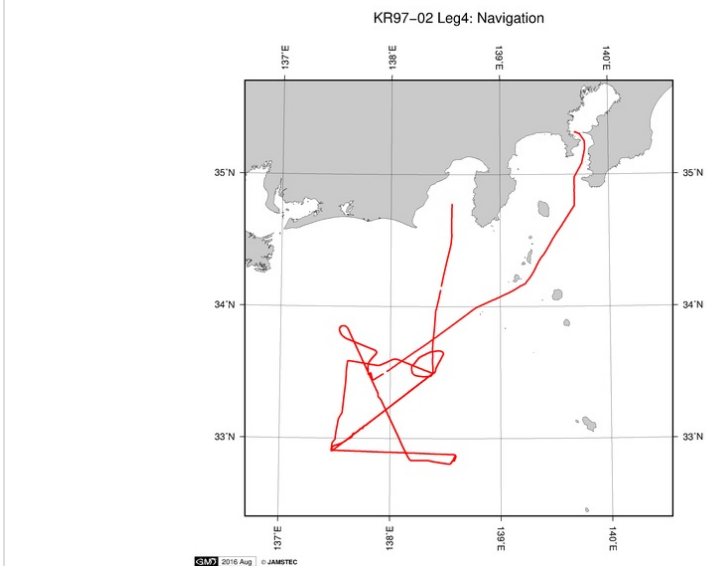 KR97−02 Leg4: Navigation
137˚E 138˚E 139˚E 140˚E
35˚N 35˚N
34˚N 34˚N
33˚N 33˚N
137˚E 138˚E 139˚E 140˚E
GMD 2016 Aug © JAMSTEC